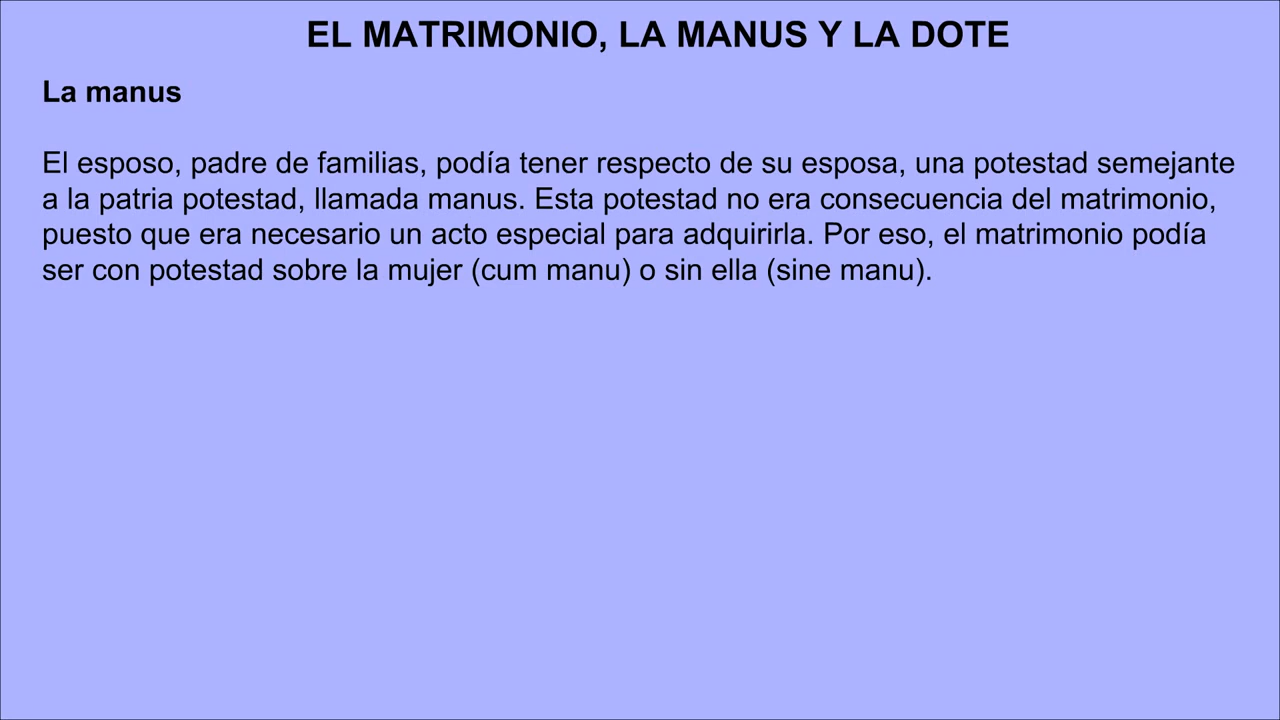 EL MATRIMONIO, LA MANUS Y LA DOTE
La manus
El esposo, padre de familias, podía tener respecto de su esposa, una potestad semejante
a la patria potestad, llamada manus. Esta potestad no era consecuencia del matrimonio,
puesto que era necesario un acto especial para adquirirla. Por eso, el matrimonio podía
ser con potestad sobre la mujer (cum manu) o sin ella (sine manu).